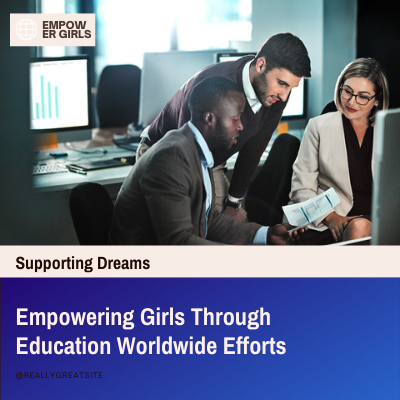 EMPOW
ER GIRLS
Supporting Dreams
Empowering Girls Through
Education Worldwide Efforts
@REALLYGREATSITE